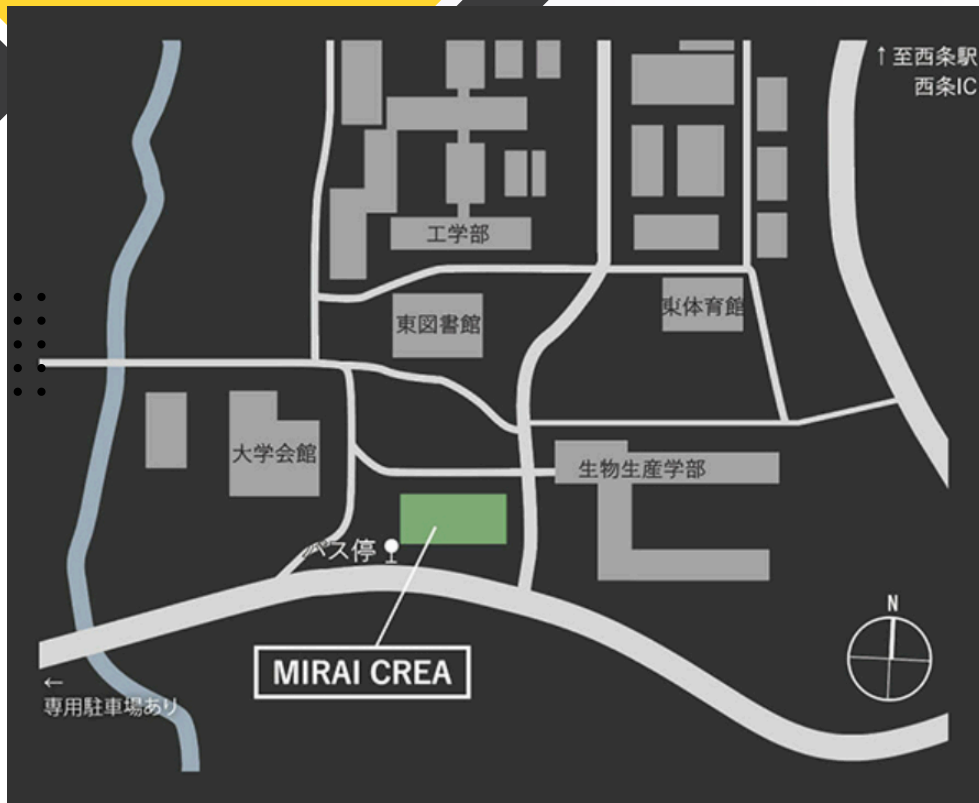 ↑至西条駅
西条IC
工学部
東図書館
東体育館
大学会館
生物生産学部
バス停
MIRAI CREA
N
←
専用駐車場あり